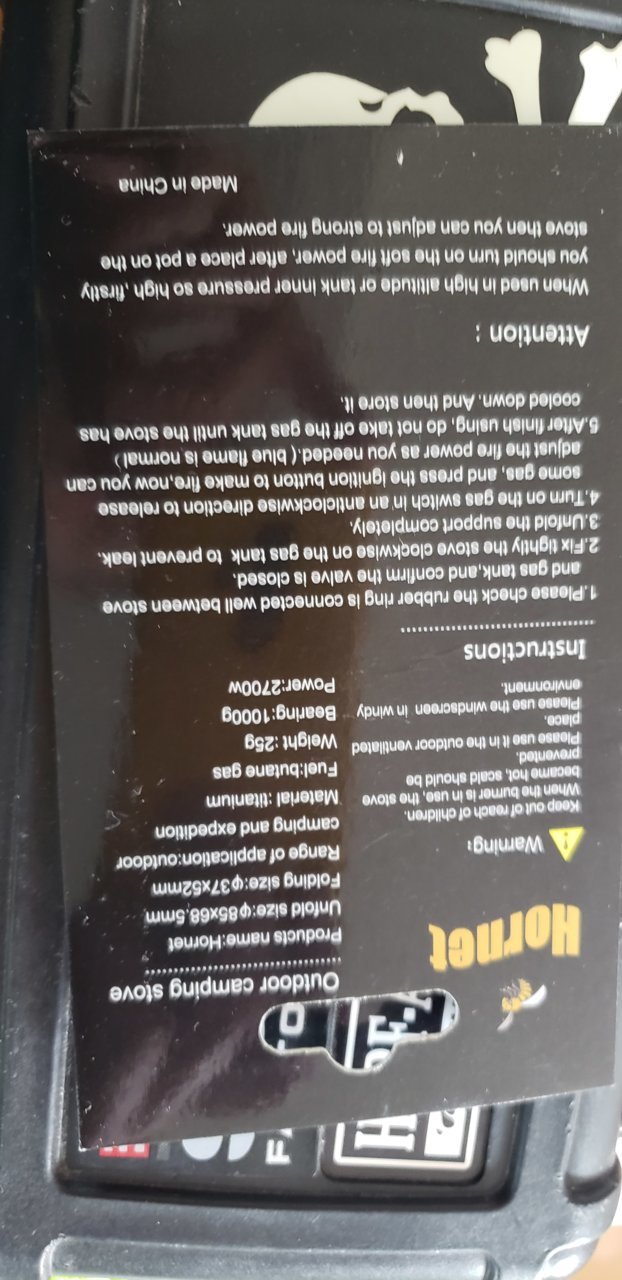 Hornet
Warning:
Keep out of reach of children.
When the burner is in use, the stove
became hot, scald should be
prevented.
Please use it in the outdoor ventilated
place.
Please use the windscreen in windy
environment.
Outdoor camping stove
Products name:Hornet
Unfold size:φ85x68.5mm
Folding size:φ37x52mm
Range of application:outdoor
camping and expedition
Material :titanium
Fuel:butane gas
Weight :25g
Bearing:1000g
Power:2700w
Instructions
1.Please check the rubber ring is connected well between stove
and gas tank,and confirm the valve is closed.
2.Fix tightly the stove clockwise on the gas tank to prevent leak.
3.Unfold the support completely.
4.Turn on the gas switch in an anticlockwise direction to release
some gas, and press the ignition button to make fire,now you can
adjust the fire power as you needed.( blue flame is normal )
5.After finish using, do not take off the gas tank until the stove has
cooled down. And then store it.
Attention :
When used in high altitude or tank inner pressure so high ,firstly
you should turn on the soft fire power, after place a pot on the
stove then you can adjust to strong fire power.
Made in China